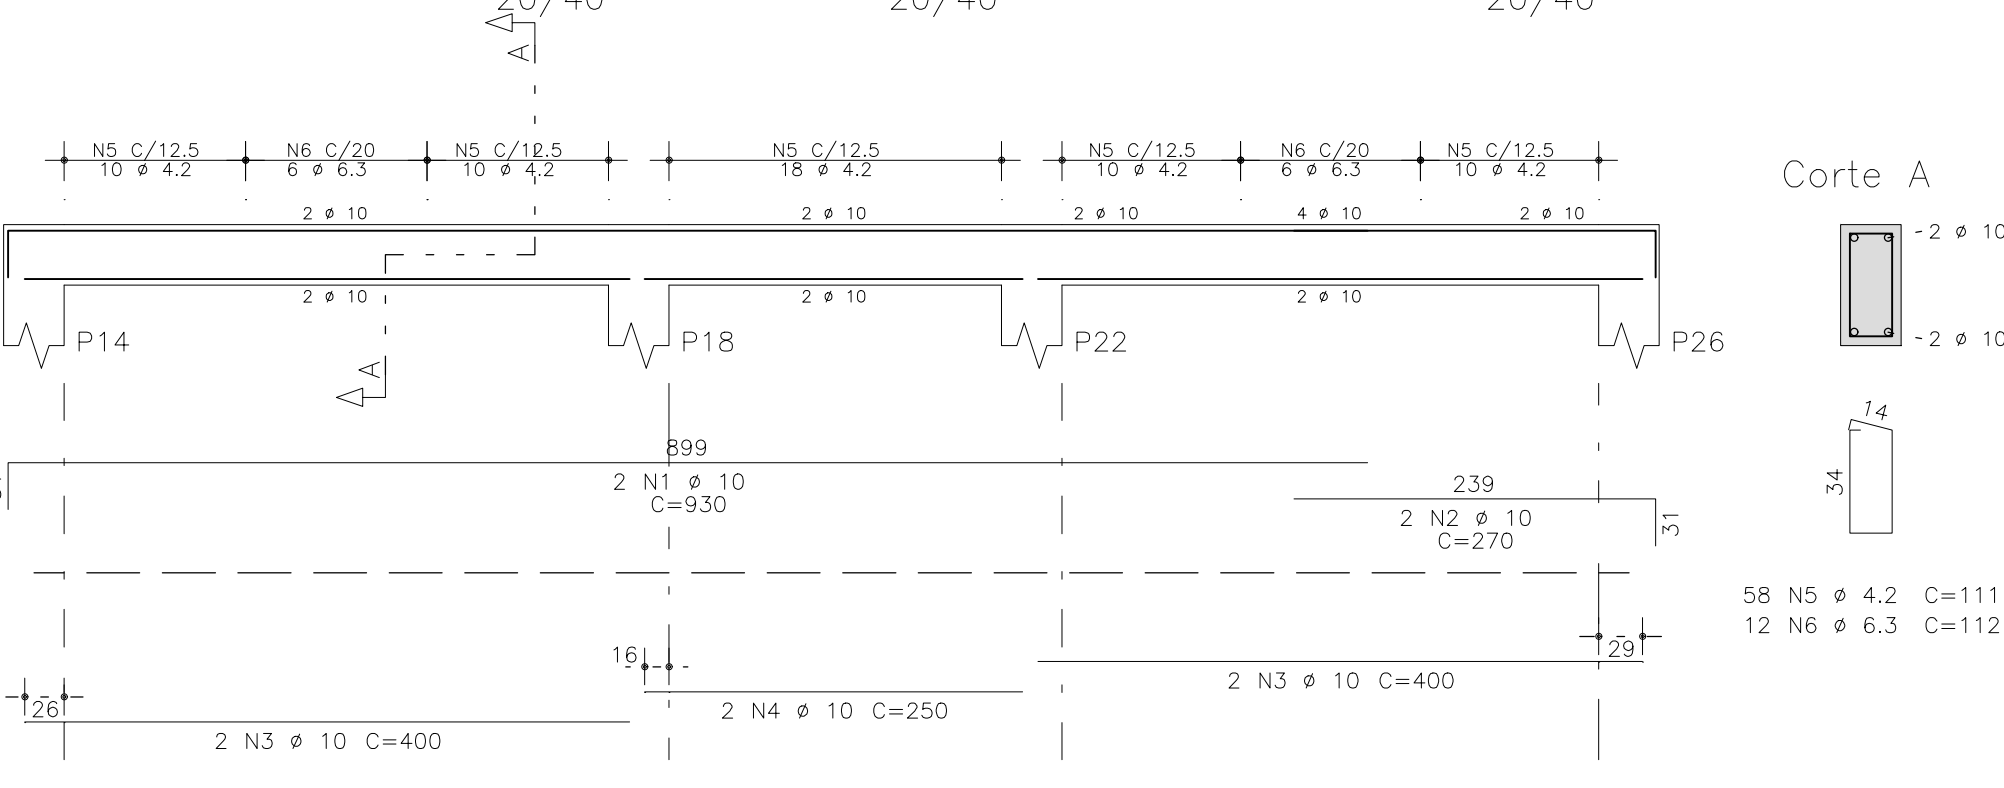 20/40 20/40 20/40
A
N5 C/12.5 N6 C/20 N5 C/12.5 N5 C/12.5 N5 C/12.5 N6 C/20 N5 C/12.5
10 ø 4.2 6 ø 6.3 10 ø 4.2 18 ø 4.2 10 ø 4.2 6 ø 6.3 10 ø 4.2
Corte A
2 ø 10 2 ø 10 2 ø 10 4 ø 10 2 ø 10
-2 ø 10
2 ø 10 2 ø 10 2 ø 10
P14 P18 P22 P26
-2 ø 10
A
14
899
34
2 N1 ø 10
C=930
239
2 N2 ø 10
C=270
31
58 N5 ø 4.2 C=111
12 N6 ø 6.3 C=112
16
29
2 N3 ø 10 C=400
26
2 N4 ø 10 C=250
2 N3 ø 10 C=400